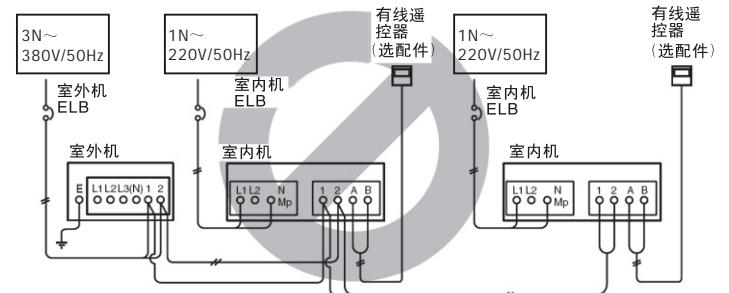 3N～
380V/50Hz
1N～
220V/50Hz
有线遥
控器
(选配件)
1N～
220V/50Hz
有线遥
控器
(选配件)
室外机
ELB
室内机
ELB
室内机
ELB
室外机
室内机
室内机
E L1 L2 L3 (N) 1 2
L1 L2 N
Mp
1 2 A B
L1 L2 N
Mp
1 2 A B